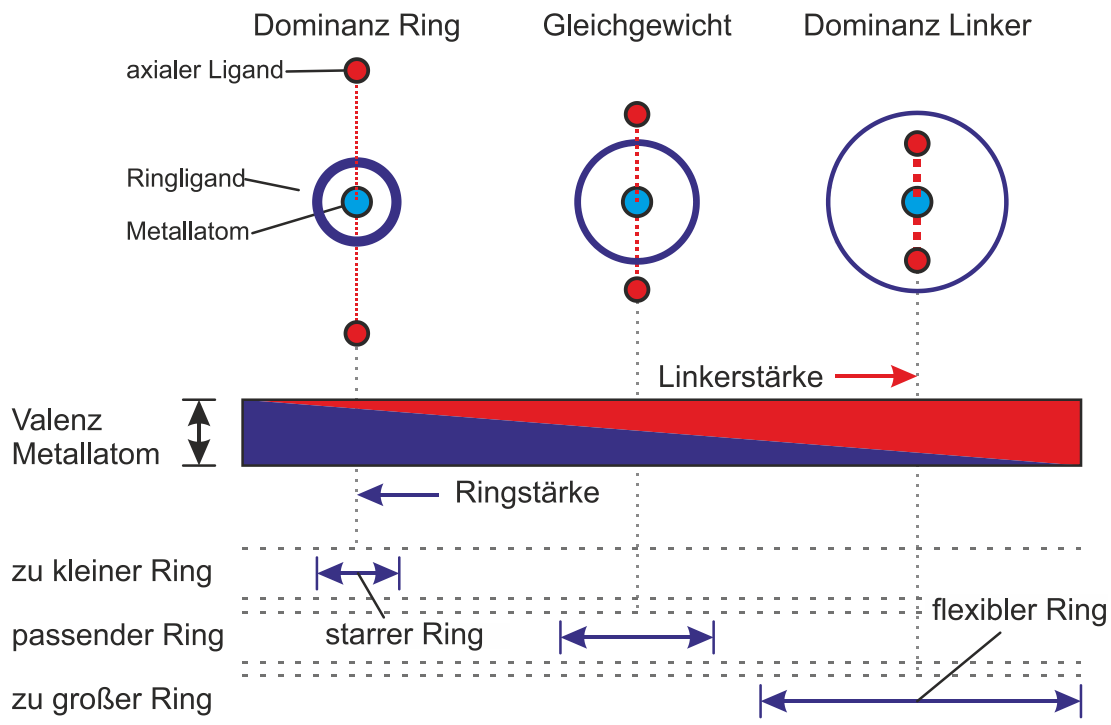 Dominanz Ring
Gleichgewicht
Dominanz Linker
axialer Ligand
Ringligand
Metallatom
Linkerstärke
Valenz
Metallatom
Ringstärke
zu kleiner Ring
starrer Ring
flexibler Ring
passender Ring
zu großer Ring